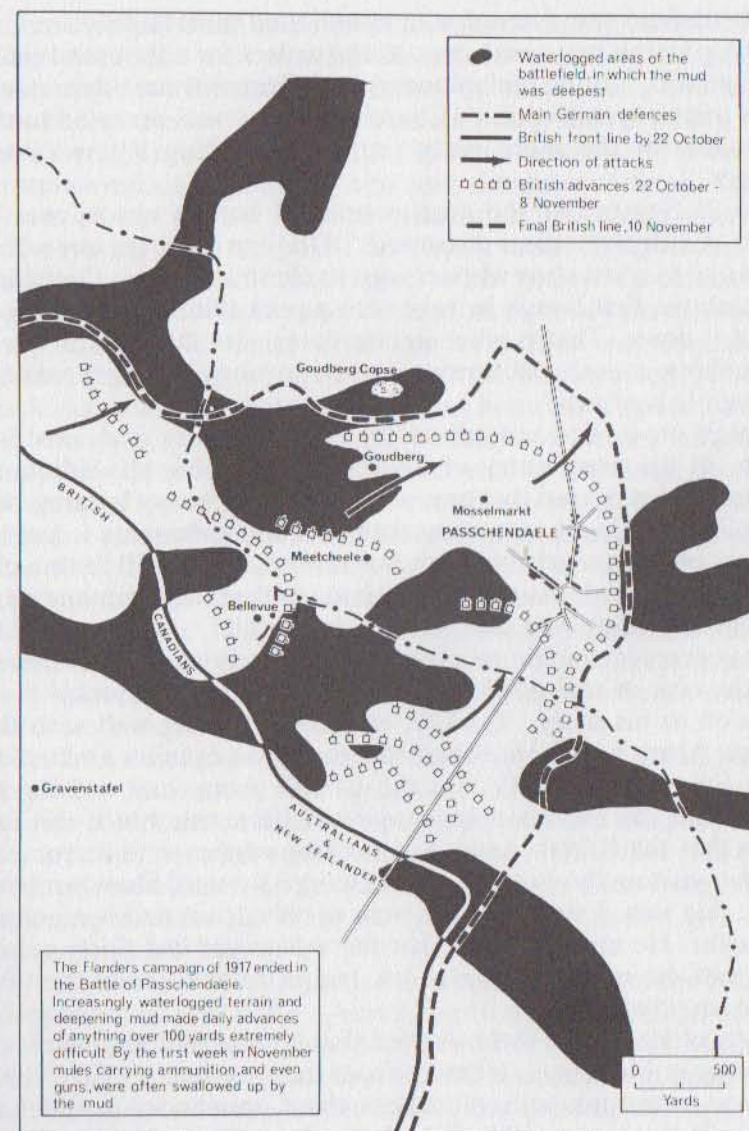 Waterlogged areas of the
battlefield, in which the mud
was deepest
Main German defences
British front line by 22 October
Direction of attacks
British advances 22 October -
8 November
Final British line, 10 November
Goudberg Copse
Goudberg
Mosselmarkt
PASSCHENDAELE
BRITISH
Meetcheele
Bellevue
CANADIANS
Gravenstafel
AUSTRALIANS
&
NEW ZEALANDERS
The Flanders campaign of 1917 ended in
the Battle of Passchendaele.
Increasingly waterlogged terrain and
deepening mud made daily advances
of anything over 100 yards extremely
difficult. By the first week in November
mules carrying ammunition, and even
guns, were often swallowed up by
the mud
0 500
Yards